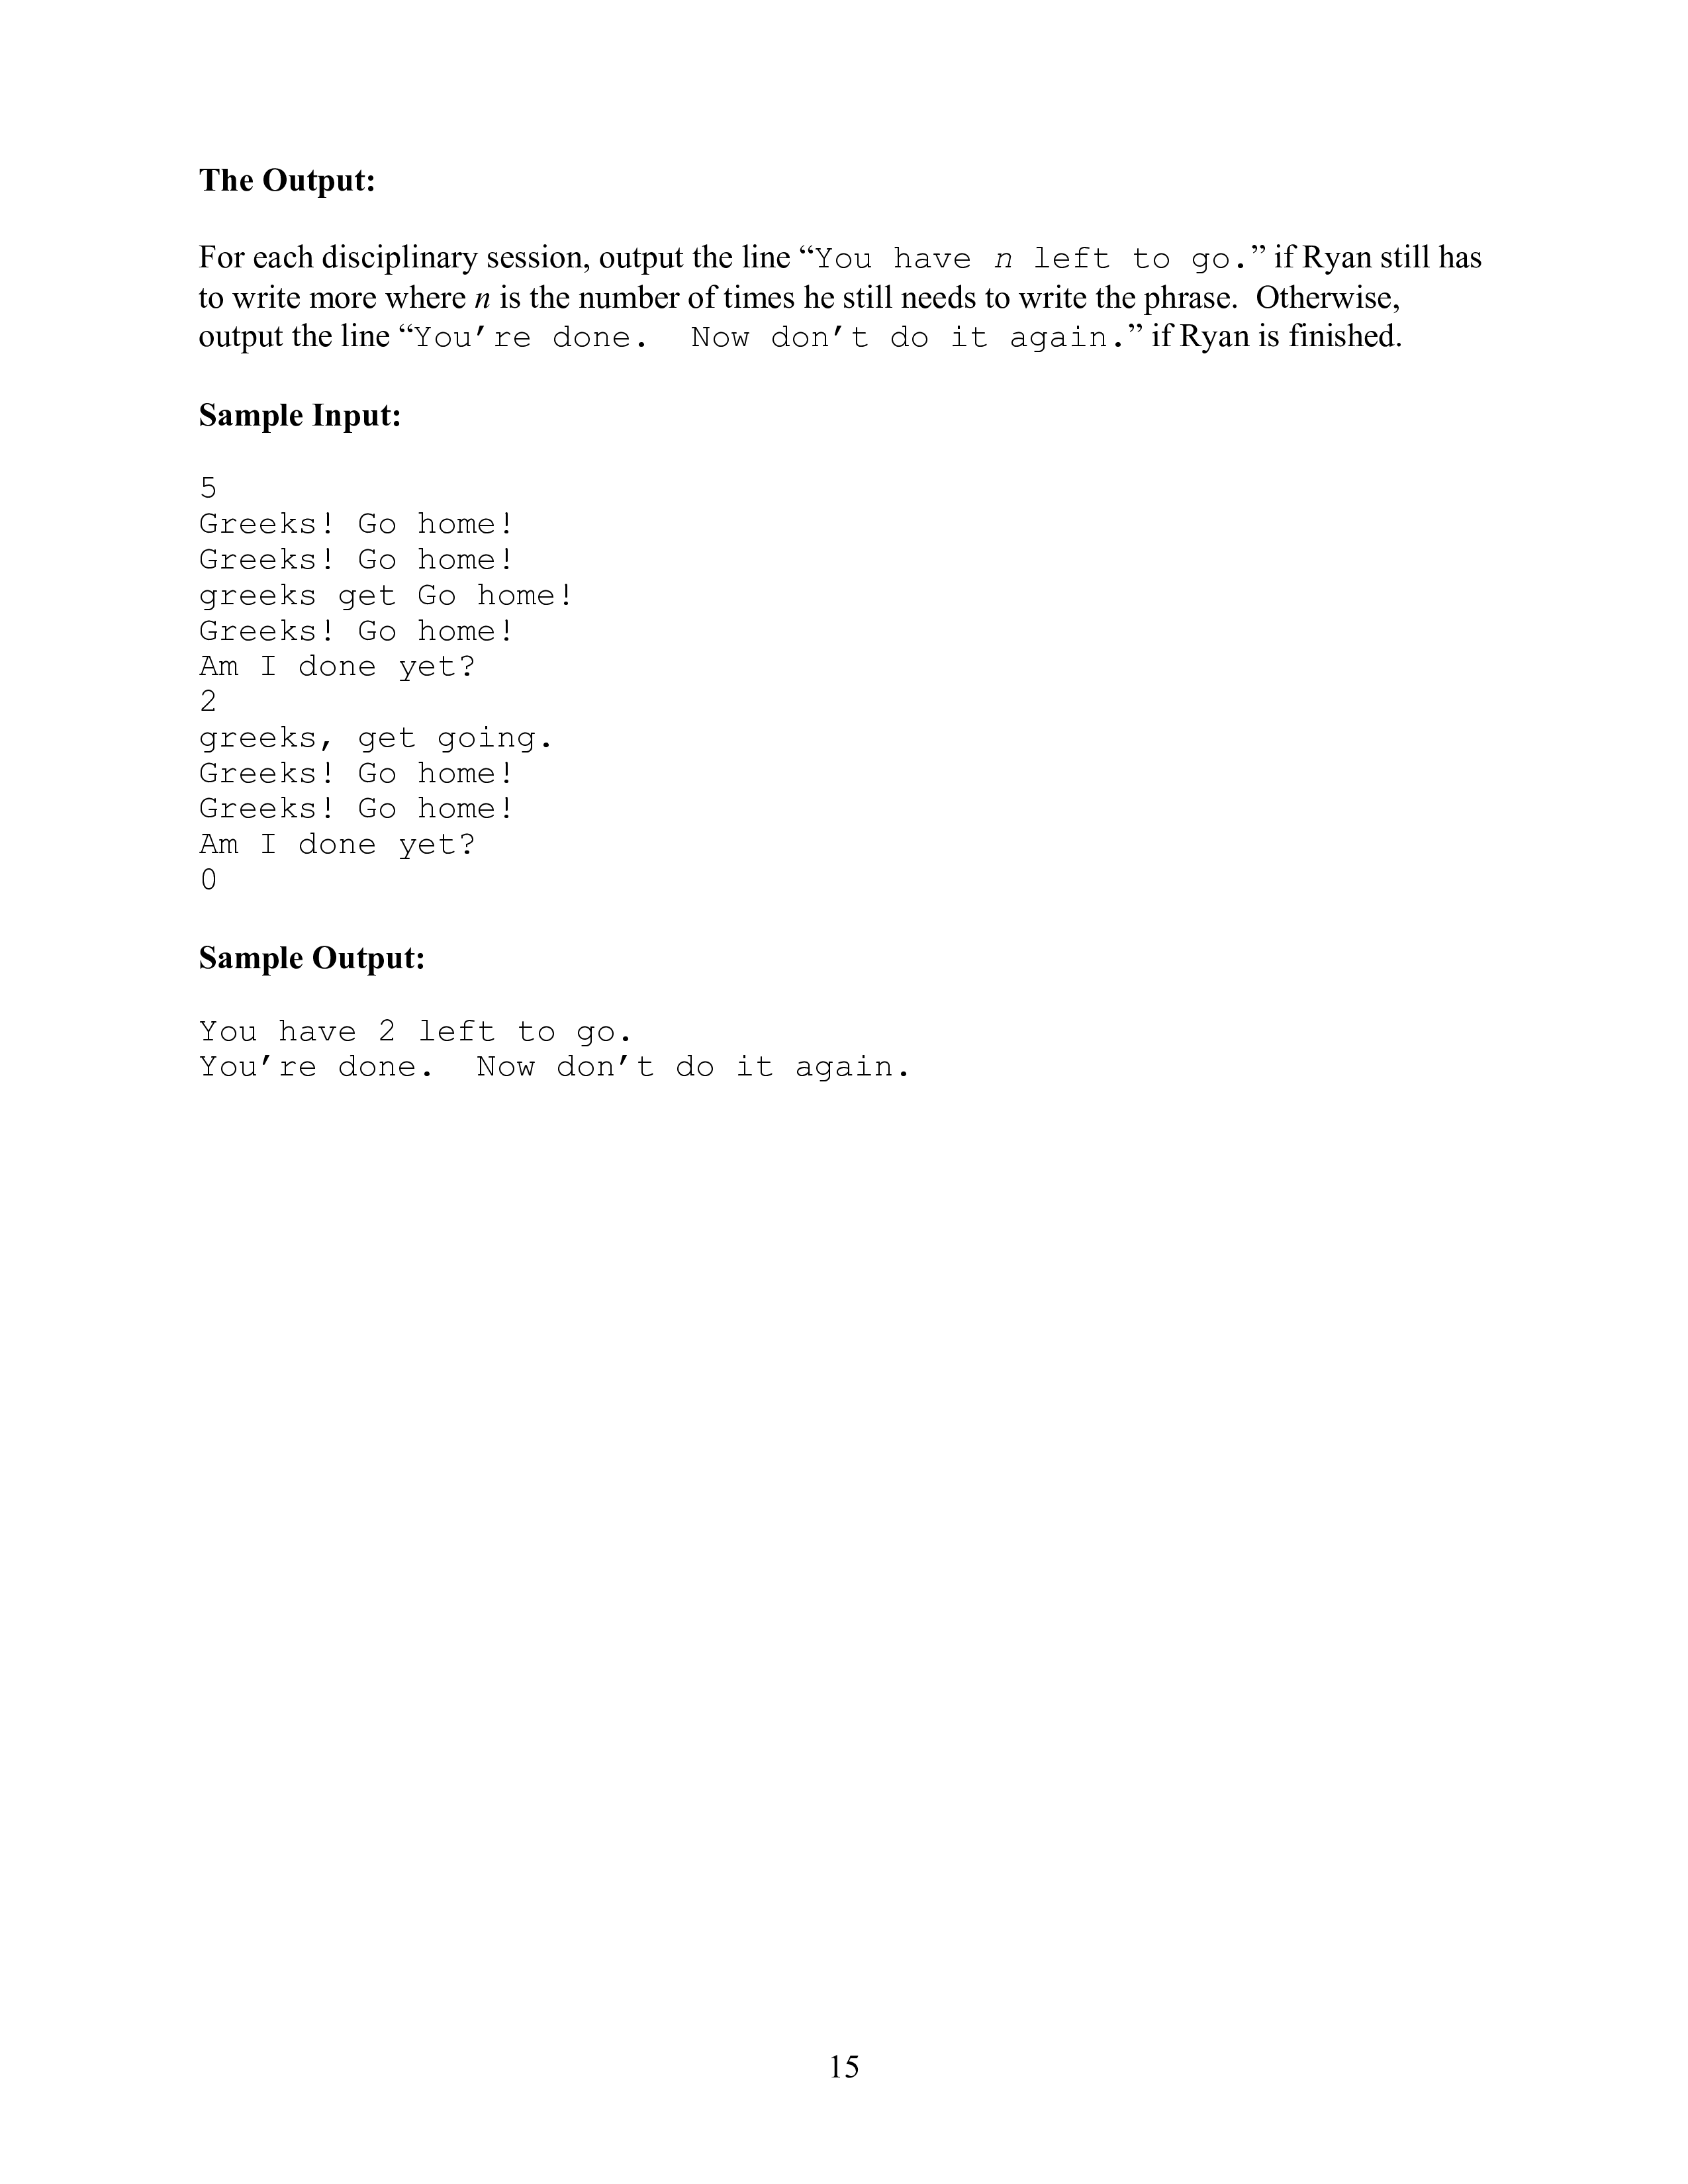 The Output:
For each disciplinary session, output the line “You have n left to go.” if Ryan still has
to write more where n is the number of times he still needs to write the phrase.  Otherwise,
output the line “You’re done.  Now don’t do it again.” if Ryan is finished.
Sample Input:
5
Greeks! Go home!
Greeks! Go home!
greeks get Go home!
Greeks! Go home!
Am I done yet?
2
greeks, get going.
Greeks! Go home!
Greeks! Go home!
Am I done yet?
0
Sample Output:
You have 2 left to go.
You’re done.  Now don’t do it again.
15